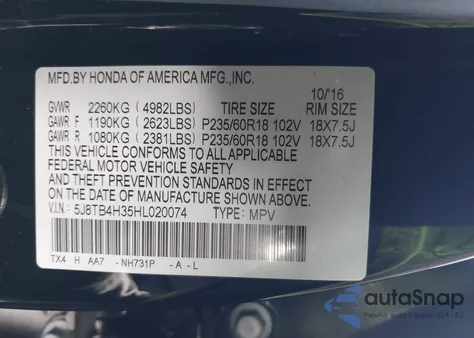 MFD.BY HONDA OF AMERICA MFG.,INC.
10/16
GVWR 2260KG (4982LBS) TIRE SIZE RIM SIZE
GAWR F 1190KG (2623LBS) P235/60R18 102V 18X7.5J
GAWR R 1080KG (2381LBS) P235/60R18 102V 18X7.5J
THIS VEHICLE CONFORMS TO ALL APPLICABLE
FEDERAL MOTOR VEHICLE SAFETY
AND THEFT PREVENTION STANDARDS IN EFFECT
ON THE DATE OF MANUFACTURE SHOWN ABOVE.
V.I.N.: 5J8TB4H35HL020074 TYPE: MPV
TX4 H AA7 - NH731P - A - L
autoSnap